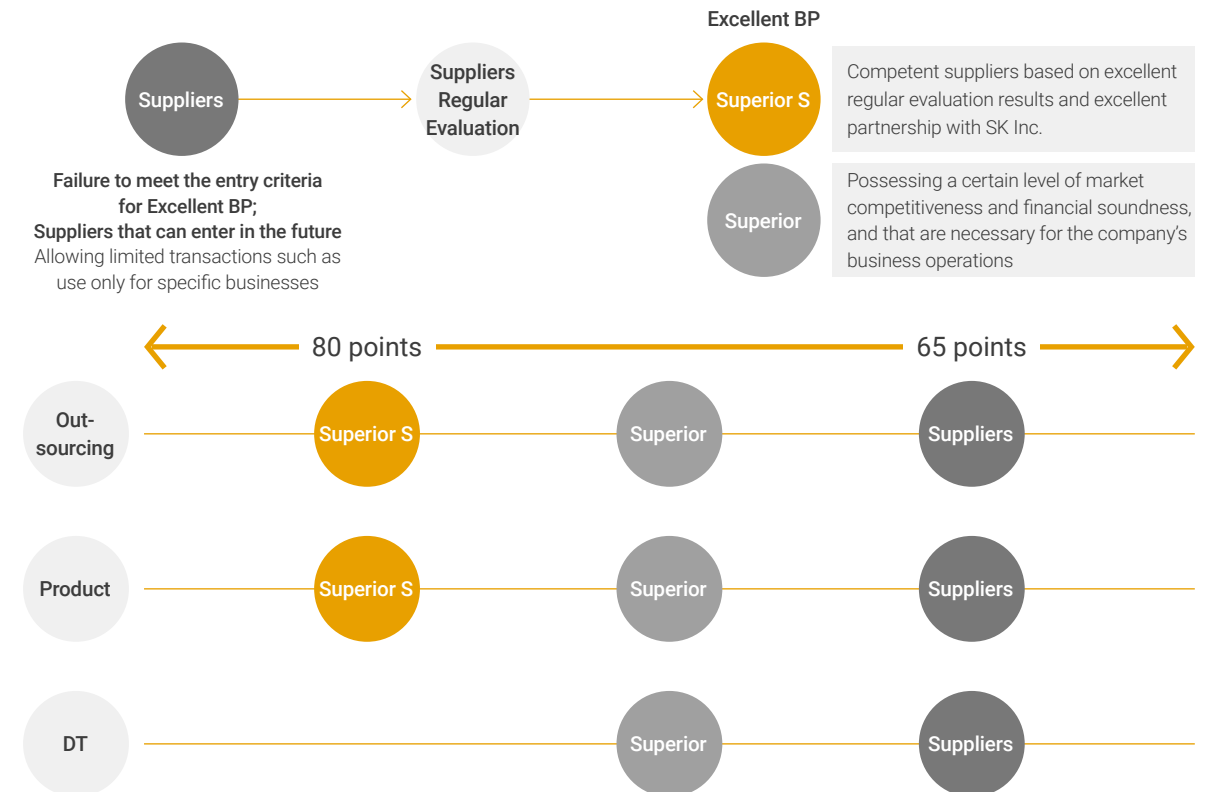 Excellent BP
Suppliers
Suppliers
Regular
Evaluation
Superior S
Competent suppliers based on excellent
regular evaluation results and excellent
partnership with SK Inc.
Failure to meet the entry criteria
for Excellent BP;
Suppliers that can enter in the future
Allowing limited transactions such as
use only for specific businesses
Superior
Possessing a certain level of market
competitiveness and financial soundness,
and that are necessary for the company's
business operations
80 points
65 points
Out-
sourcing
Superior S
Superior
Suppliers
Product
Superior S
Superior
Suppliers
DT
Superior
Suppliers